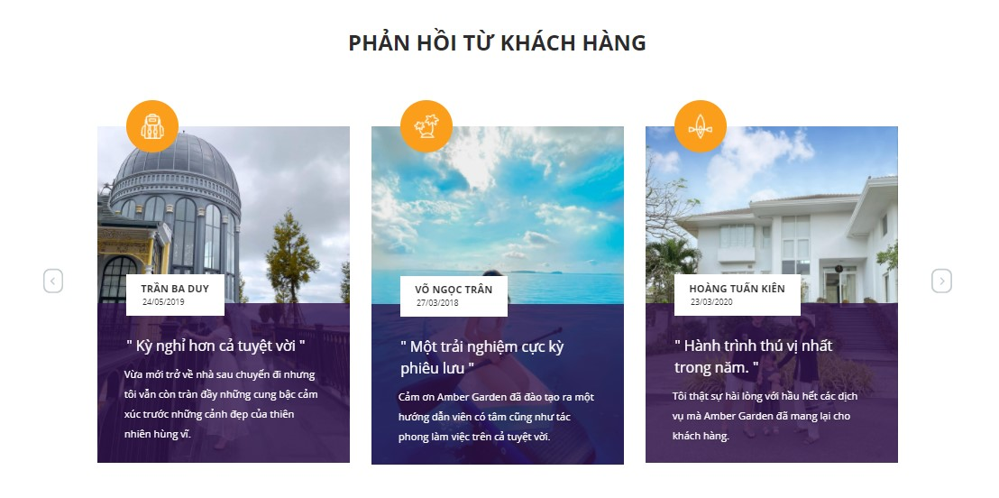 PHẢN HỒI TỪ KHÁCH HÀNG
TRẦN BA DUY
24/05/2019
" Kỳ nghỉ hơn cả tuyệt vời "
Vừa mới trở về nhà sau chuyến đi nhưng
tôi vẫn còn tràn đầy những cung bậc cảm
xúc trước những cảnh đẹp của thiên
nhiên hùng vĩ.
VÕ NGỌC TRÂN
27/03/2018
" Một trải nghiệm cực kỳ
phiêu lưu "
Cảm ơn Amber Garden đã đào tạo ra một
hướng dẫn viên có tâm cũng như tác
phong làm việc trên cả tuyệt vời.
HOÀNG TUẤN KIÊN
23/03/2020
" Hành trình thú vị nhất
trong năm. "
Tôi thật sự hài lòng với hầu hết các dịch
vụ mà Amber Garden đã mang lại cho
khách hàng.